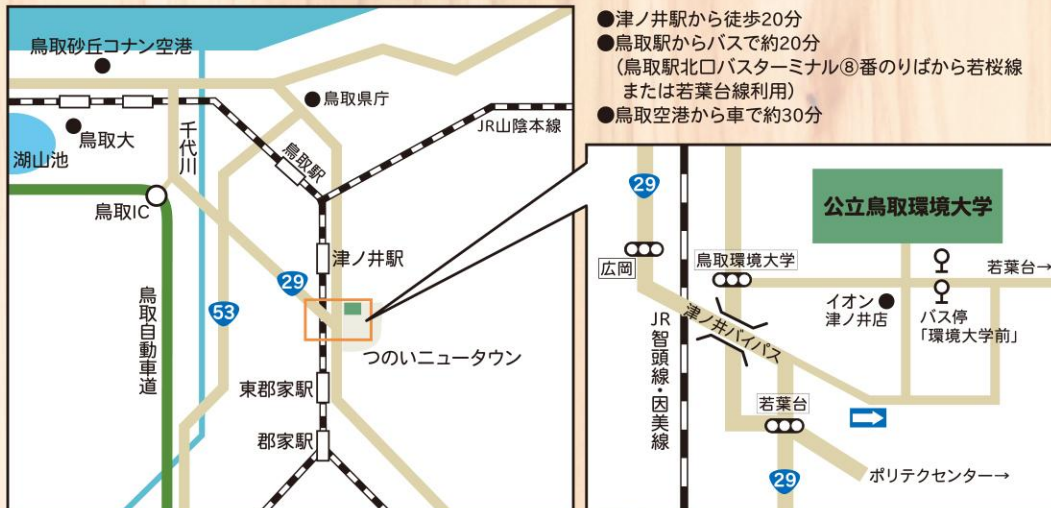 ●津ノ井駅から徒歩20分
●鳥取駅からバスで約20分
(鳥取駅北口バスターミナル⑧番のりばから若桜線
または若葉台線利用)
●鳥取空港から車で約30分
鳥取砂丘コナン空港
鳥取県庁
鳥取大
湖山池
千代川
鳥取駅
JR山陰本線
鳥取IC
津ノ井駅
29
53
鳥取自動車道
つのいニュータウン
東郡家駅
郡家駅
29
公立鳥取環境大学
広岡
鳥取環境大学
若葉台→
イオン
津ノ井店
バス停
「環境大学前」
JR智頭線・因美線
津ノ井バイパス
若葉台
29
ポリテクセンター→